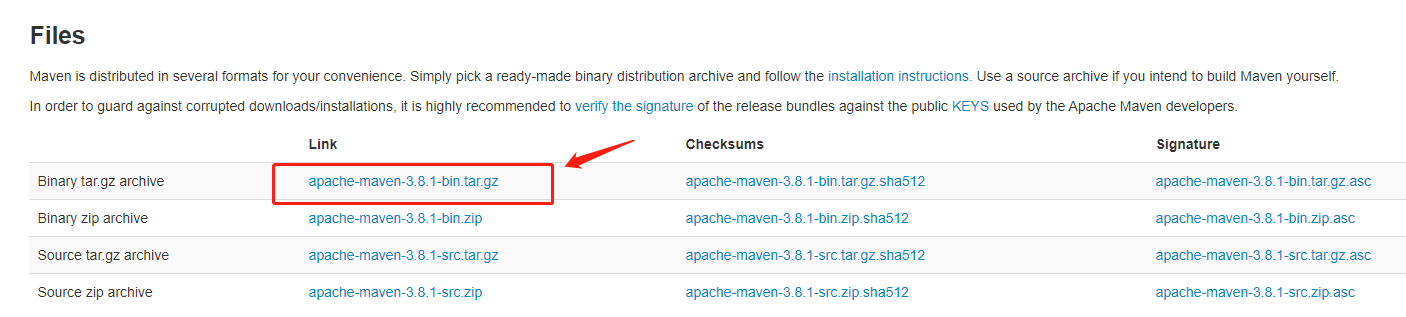 Files
Maven is distributed in several formats for your convenience. Simply pick a ready-made binary distribution archive and follow the installation instructions. Use a source archive if you intend to build Maven yourself.
In order to guard against corrupted downloads/installations, it is highly recommended to verify the signature of the release bundles against the public KEYS used by the Apache Maven developers.
Link Checksums Signature
Binary tar.gz archive apache-maven-3.8.1-bin.tar.gz apache-maven-3.8.1-bin.tar.gz.sha512 apache-maven-3.8.1-bin.tar.gz.asc
Binary zip archive apache-maven-3.8.1-bin.zip apache-maven-3.8.1-bin.zip.sha512 apache-maven-3.8.1-bin.zip.asc
Source tar.gz archive apache-maven-3.8.1-src.tar.gz apache-maven-3.8.1-src.tar.gz.sha512 apache-maven-3.8.1-src.tar.gz.asc
Source zip archive apache-maven-3.8.1-src.zip apache-maven-3.8.1-src.zip.sha512 apache-maven-3.8.1-src.zip.asc